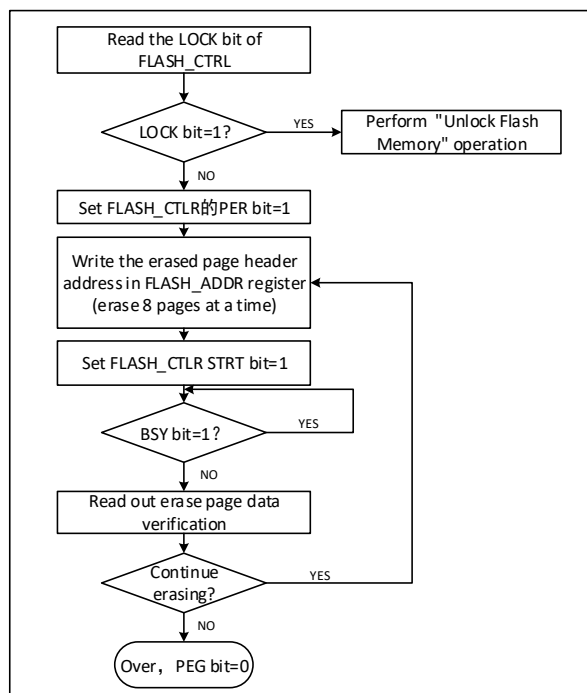 Read the LOCK bit of
FLASH_CTRL
LOCK bit=1?
YES
Perform "Unlock Flash
Memory" operation
NO
Set FLASH_CTLR的PER bit=1
Write the erased page header
address in FLASH_ADDR register
(erase 8 pages at a time)
Set FLASH_CTLR STRT bit=1
BSY bit=1?
YES
NO
Read out erase page data
verification
Continue
erasing?
YES
NO
Over，PEG bit=0